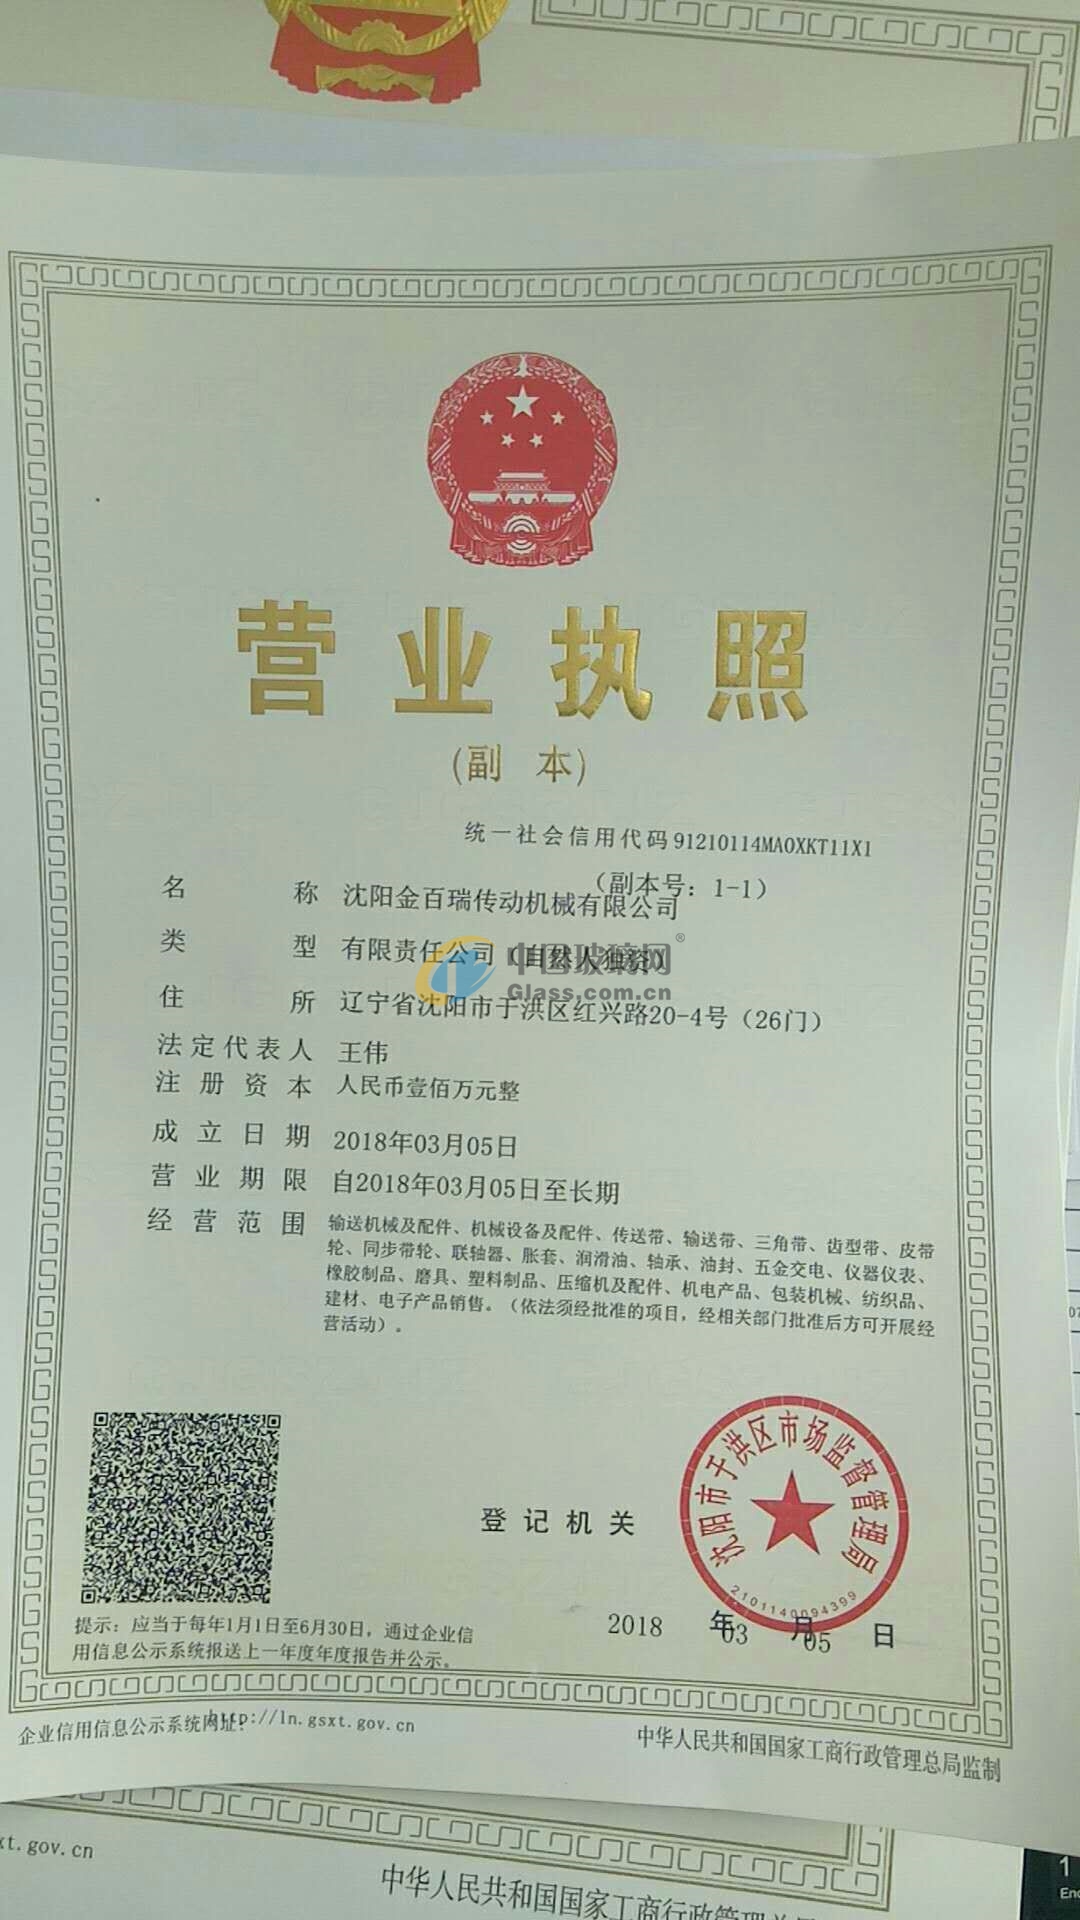 营业执照
(副 本)
统一社会信用代码 91210114MA0XKT11X1
(副本号: 1-1)
名 称 沈阳金百瑞传动机械有限公司
类 型 有限责任公司(自然人独资)
中国玻璃网®
Glass.com.cn
住 所 辽宁省沈阳市于洪区红兴路20-4号(26门)
法定代表人 王伟
注册资本 人民币壹佰万元整
成立日期 2018年03月05日
营业期限 自2018年03月05日至长期
经营范围 输送机械及配件、机械设备及配件、传送带、输送带、三角带、齿型带、皮带
轮、同步带轮、联轴器、胀套、润滑油、轴承、油封、五金交电、仪器仪表、
橡胶制品、磨具、塑料制品、压缩机及配件、机电产品、包装机械、纺织品、
建材、电子产品销售。(依法须经批准的项目,经相关部门批准后方可开展经
营活动)。
沈阳市于洪区市场监督管理局
2101140094399
登记机关
2018 年 03 月 05 日
提示: 应当于每年1月1日至6月30日, 通过企业信
用信息公示系统报送上一年度年度报告并公示。
企业信用信息公示系统网址: http://ln.gsxt.gov.cn
中华人民共和国国家工商行政管理总局监制
xt.gov.cn
中华人民共和国国家工商行政管理总局